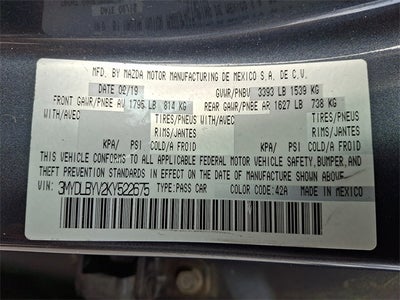 MFD. BY MAZDA MOTOR MANUFACTURING DE MEXICO S.A. DE C.V.
DATE 02/19 GVWR/PNBV 3393 LB 1539 KG
FRONT GAWR/PNBE AV 1795 LB 814 KG REAR GAWR/PNBE AR 1627 LB 738 KG
WITH/AVEC TIRES/PNEUS WITH/AVEC TIRES/PNEUS
RIMS/JANTES RIMS/JANTES
KPA/ PSI COLD/A FROID KPA/ PSI COLD/A FROID
THIS VEHICLE CONFORMS TO ALL APPLICABLE FEDERAL MOTOR VEHICLE SAFETY, BUMPER, AND
THEFT PREVENTION STANDARDS IN EFFECT ON THE DATE OF MANUFACTURE SHOWN ABOVE.
VIN: 3MYDLBYV2KY522675 TYPE:PASS CAR COLOR CODE:42A MADE IN MEXICO